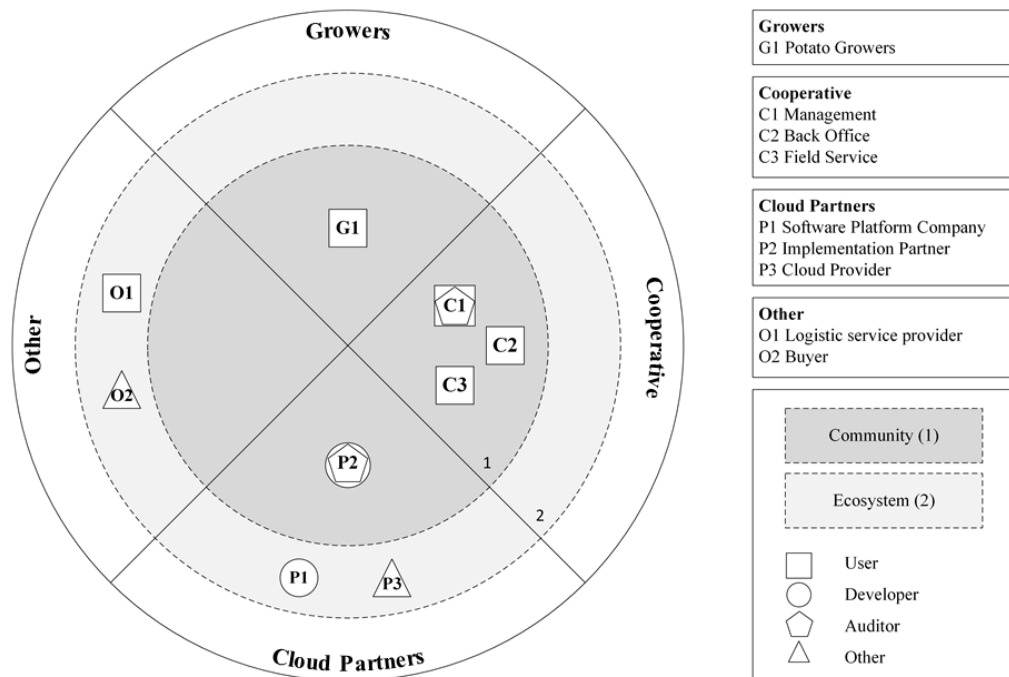 Growers
G1
O1
C1
C2
Other
Cooperative
O2
C3
P2
1
2
P1
P3
Cloud Partners
Growers
G1 Potato Growers
Cooperative
C1 Management
C2 Back Office
C3 Field Service
Cloud Partners
P1 Software Platform Company
P2 Implementation Partner
P3 Cloud Provider
Other
O1 Logistic service provider
O2 Buyer
Community (1)
Ecosystem (2)
User
Developer
Auditor
Other